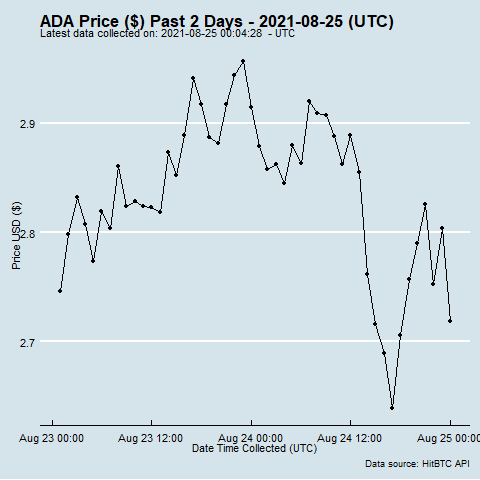 ADA Price ($) Past 2 Days - 2021-08-25 (UTC)
Latest data collected on: 2021-08-25 00:04:28 - UTC
2.9
2.8
2.7
Price USD ($)
Aug 23 00:00
Aug 23 12:00
Aug 24 00:00
Aug 24 12:00
Aug 25 00:00
Date Time Collected (UTC)
Data source: HitBTC API